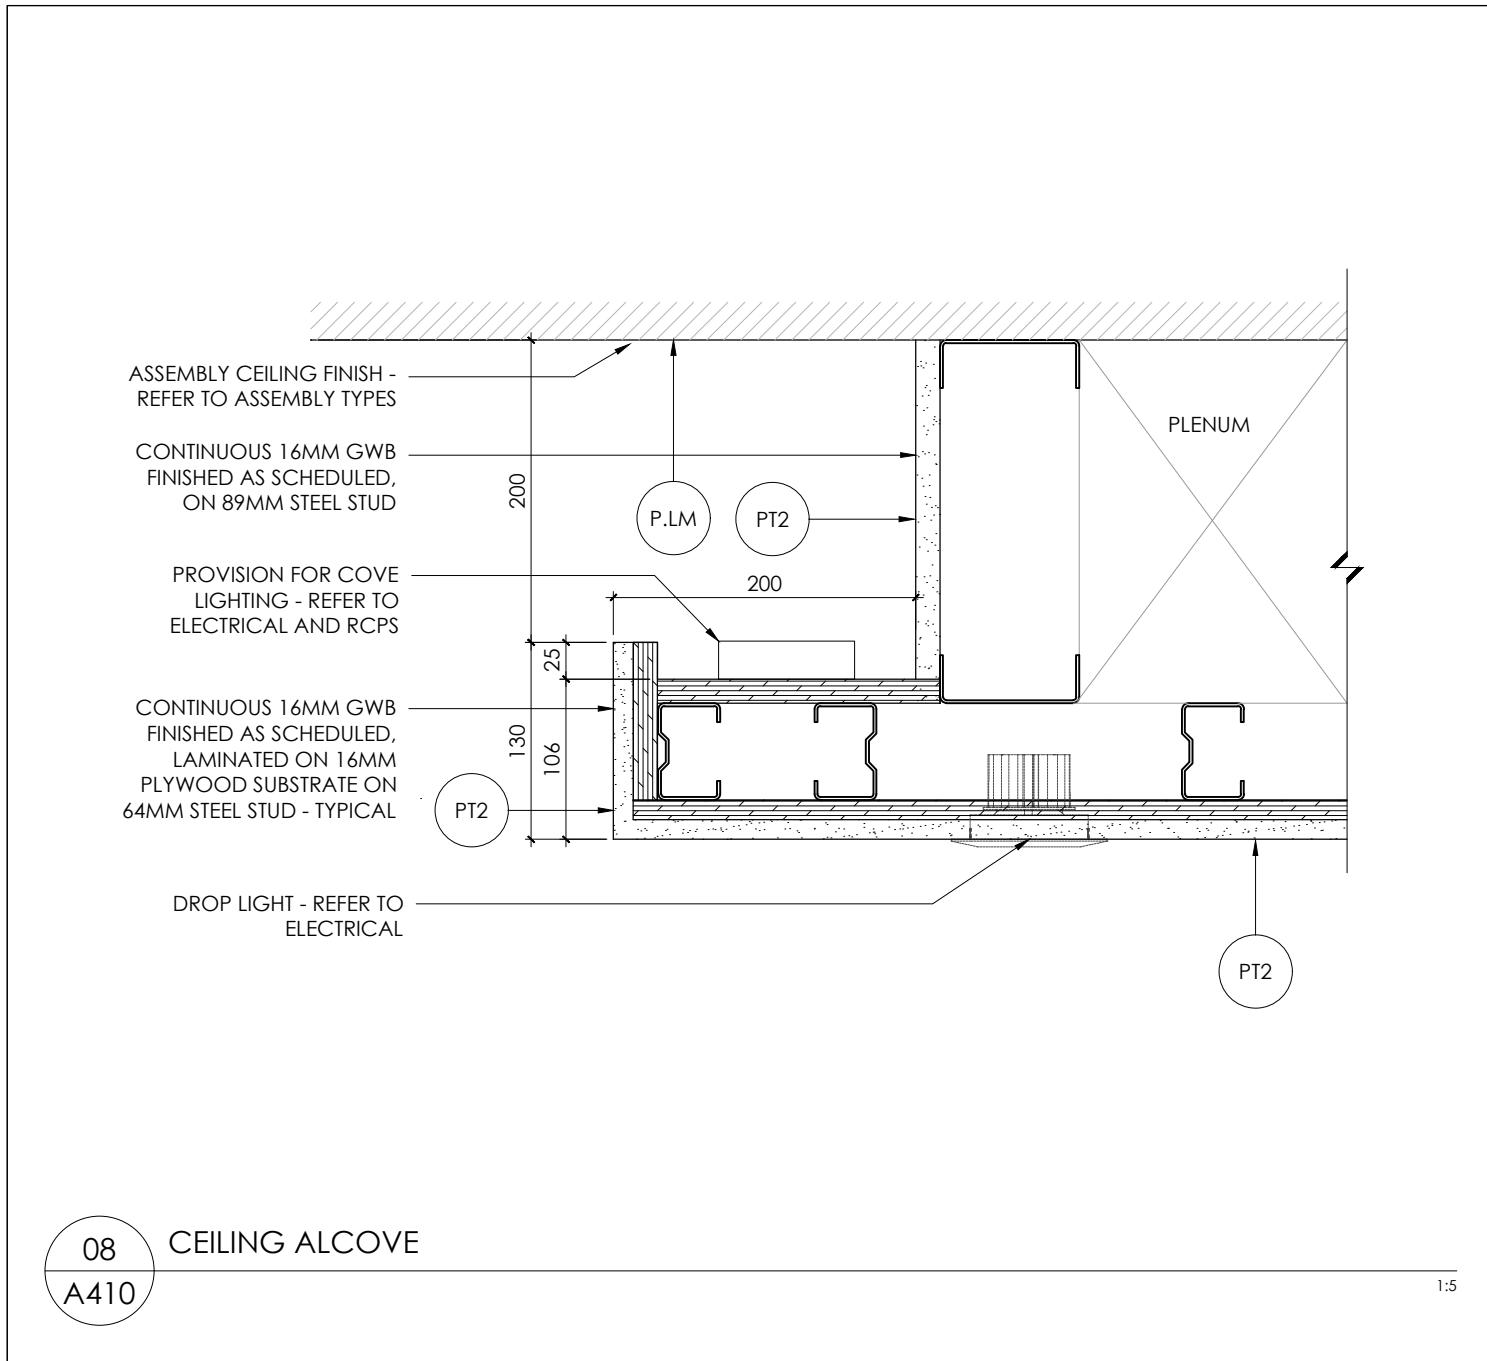 ASSEMBLY CEILING FINISH -
REFER TO ASSEMBLY TYPES
CONTINUOUS 16MM GWB
FINISHED AS SCHEDULED,
ON 89MM STEEL STUD
PROVISION FOR COVE
LIGHTING - REFER TO
ELECTRICAL AND RCPS
CONTINUOUS 16MM GWB
FINISHED AS SCHEDULED,
LAMINATED ON 16MM
PLYWOOD SUBSTRATE ON
64MM STEEL STUD - TYPICAL
DROP LIGHT - REFER TO
ELECTRICAL
PLENUM
200
P.LM
PT2
200
25
130
106
PT2
PT2
08
A410
CEILING ALCOVE
1:5